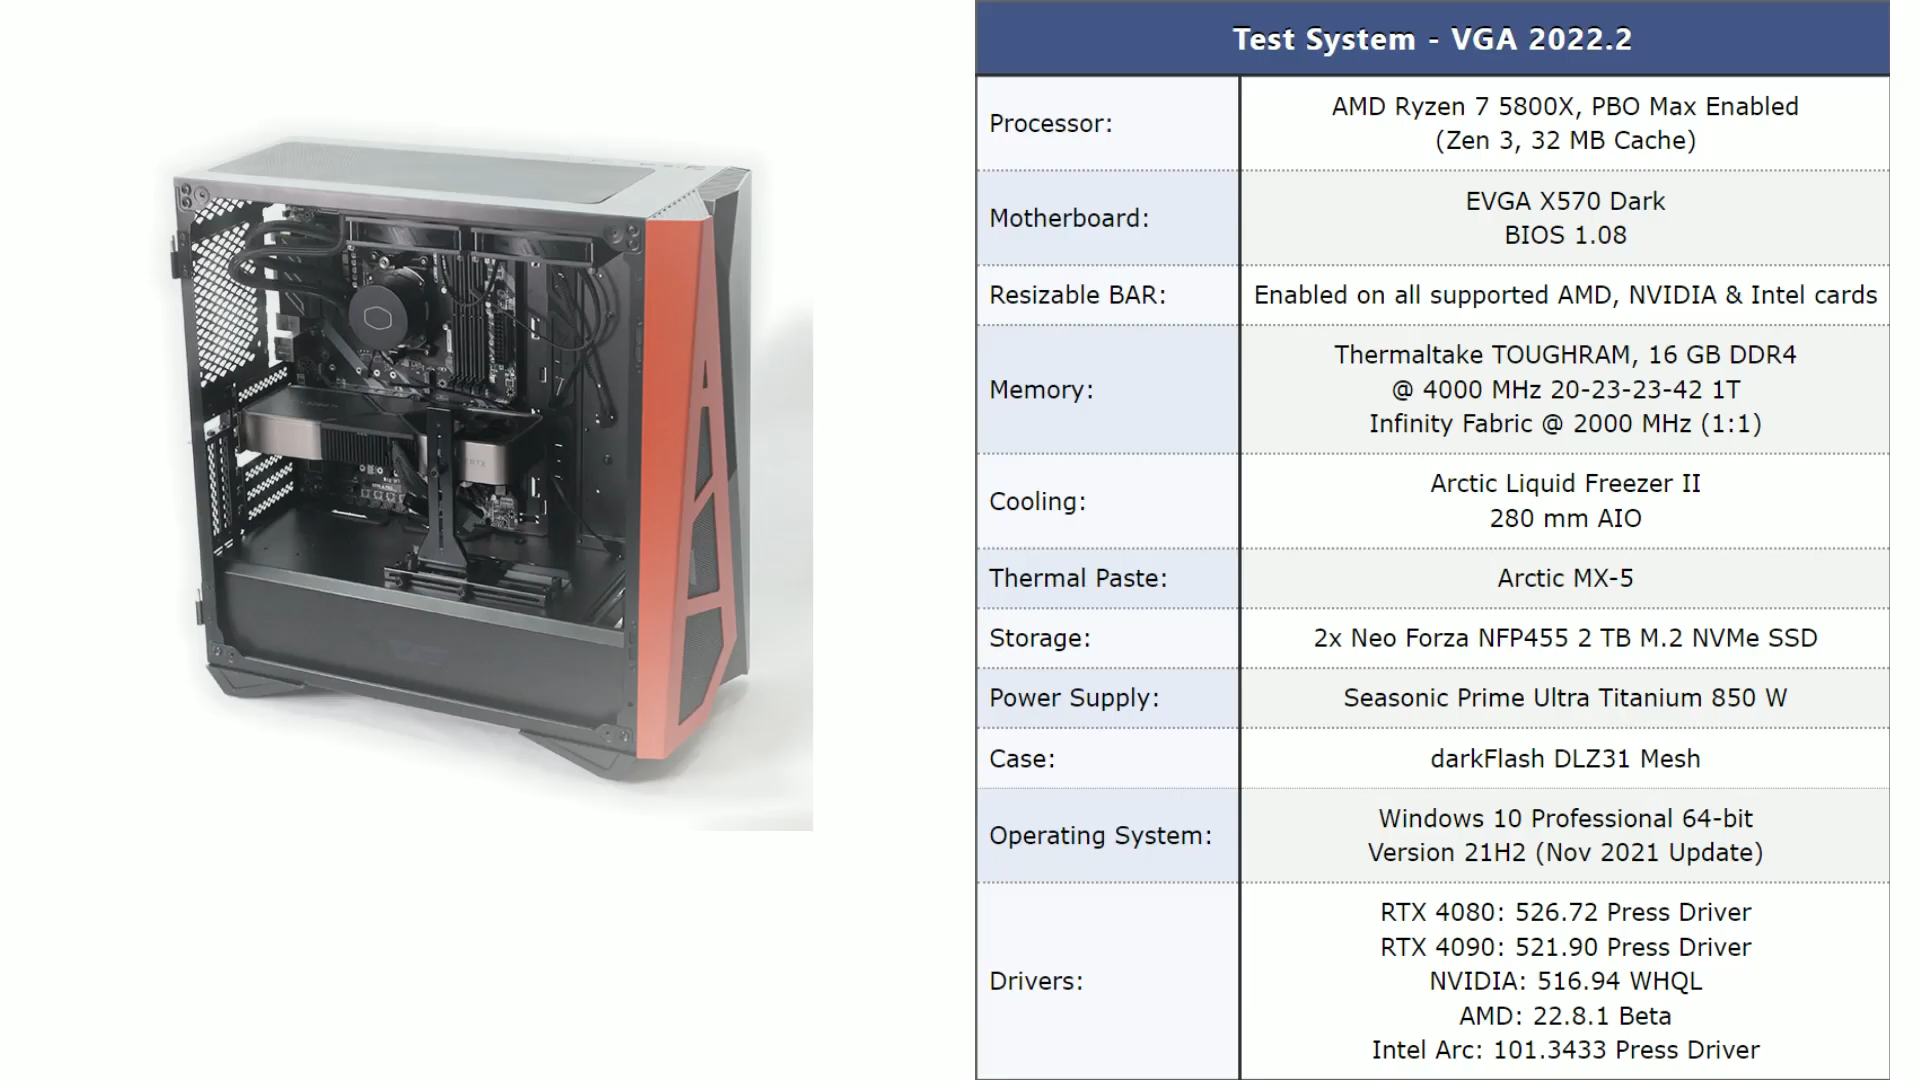 Test System - VGA 2022.2
Processor:
AMD Ryzen 7 5800X, PBO Max Enabled
(Zen 3, 32 MB Cache)
Motherboard:
EVGA X570 Dark
BIOS 1.08
Resizable BAR:
Enabled on all supported AMD, NVIDIA & Intel cards
Memory:
Thermaltake TOUGHRAM, 16 GB DDR4
@ 4000 MHz 20-23-23-42 1T
Infinity Fabric @ 2000 MHz (1:1)
Cooling:
Arctic Liquid Freezer II
280 mm AIO
Thermal Paste:
Arctic MX-5
Storage:
2x Neo Forza NFP455 2 TB M.2 NVMe SSD
Power Supply:
Seasonic Prime Ultra Titanium 850 W
Case:
darkFlash DLZ31 Mesh
Operating System:
Windows 10 Professional 64-bit
Version 21H2 (Nov 2021 Update)
Drivers:
RTX 4080: 526.72 Press Driver
RTX 4090: 521.90 Press Driver
NVIDIA: 516.94 WHQL
AMD: 22.8.1 Beta
Intel Arc: 101.3433 Press Driver